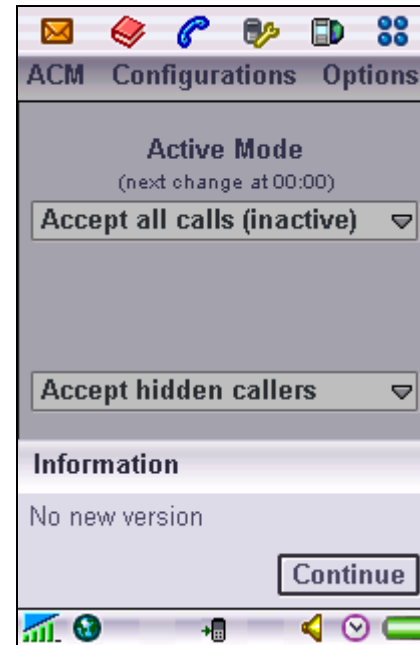 ACM Configurations Options
Active Mode
(next change at 00:00)
Accept all calls (inactive)
Accept hidden callers
Information
No new version
Continue